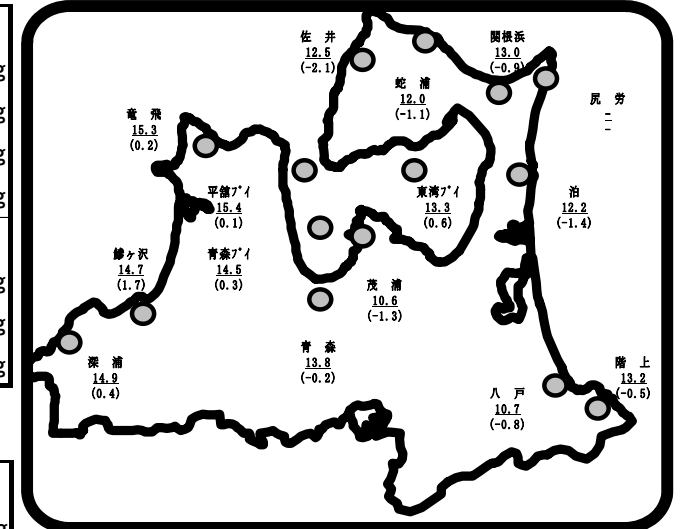 佐 井
12.5
(-2.1)
関根浜
13.0
(-0.9)
蛇 浦
12.0
(-1.1)
尻 労
-
-
竜 飛
15.3
(0.2)
平舘ブイ
15.4
(0.1)
東湾ブイ
13.3
(0.6)
泊
12.2
(-1.4)
鰺ヶ沢
14.7
(1.7)
青森ブイ
14.5
(0.3)
茂 浦
10.6
(-1.3)
青 森
13.8
(-0.2)
深 浦
14.9
(0.4)
八 戸
10.7
(-0.8)
階 上
13.2
(-0.5)
g
g
g
g
g
g
g
g